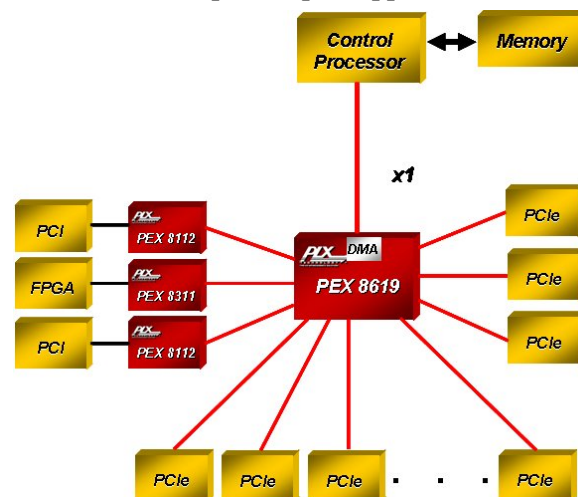 Control
Processor
Memory
x1
PCIe
PCI
PLX
PEX 8112
PLX
DMA
PEX 8619
PCIe
FPGA
PLX
PEX 8311
PCI
PLX
PEX 8112
PCIe
PCIe
PCIe
PCIe
. . .
PCIe